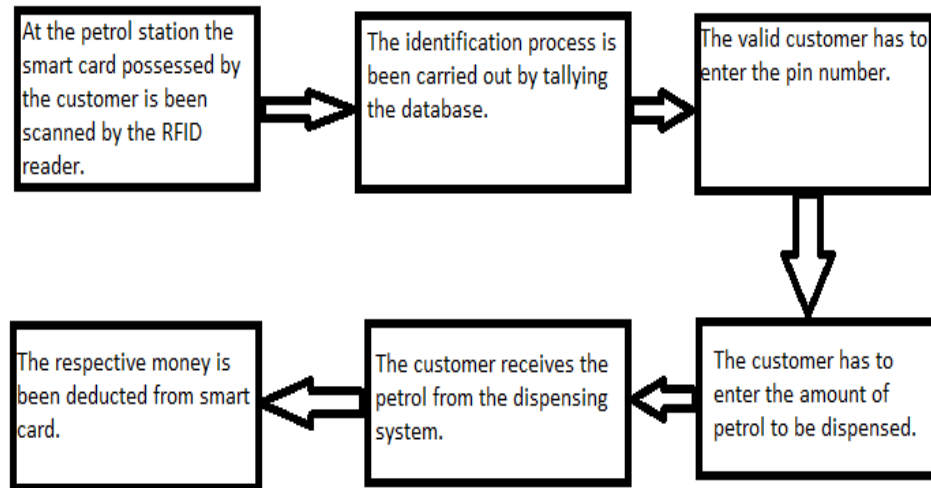 At the petrol station the
smart card possessed by
the customer is been
scanned by the RFID
reader.
The identification process is
been carried out by tallying
the database.
The valid customer has to
enter the pin number.
The customer has to
enter the amount of
petrol to be dispensed.
The customer receives the
petrol from the dispensing
system.
The respective money is
been deducted from smart
card.